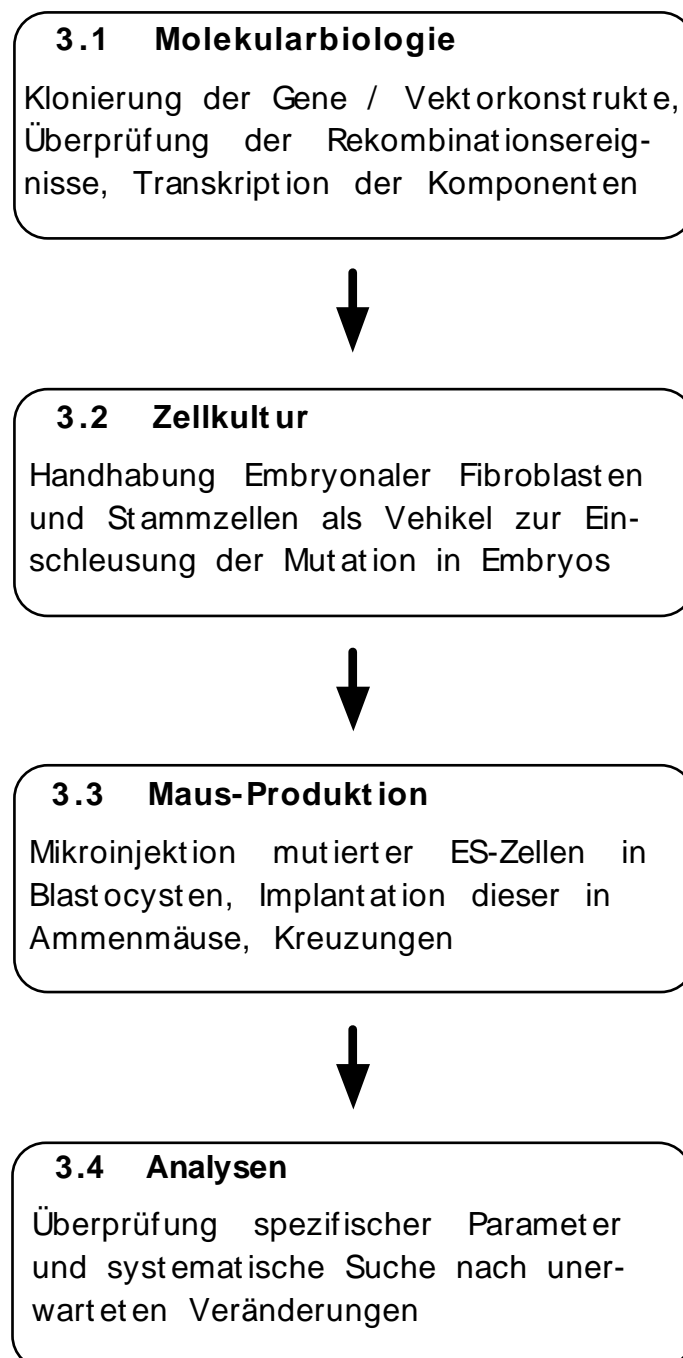 3.1 Molekularbiologie
Klonierung der Gene / Vektorkonstrukte,
Überprüfung der Rekombinationsereig-
nisse, Transkription der Komponenten
3.2 Zellkultur
Handhabung Embryonaler Fibroblasten
und Stammzellen als Vehikel zur Ein-
schleusung der Mutation in Embryos
3.3 Maus-Produktion
Mikroinjektion mutierter ES-Zellen in
Blastocysten, Implantation dieser in
Ammenmäuse, Kreuzungen
3.4 Analysen
Überprüfung spezifischer Parameter
und systematische Suche nach uner-
warteten Veränderungen